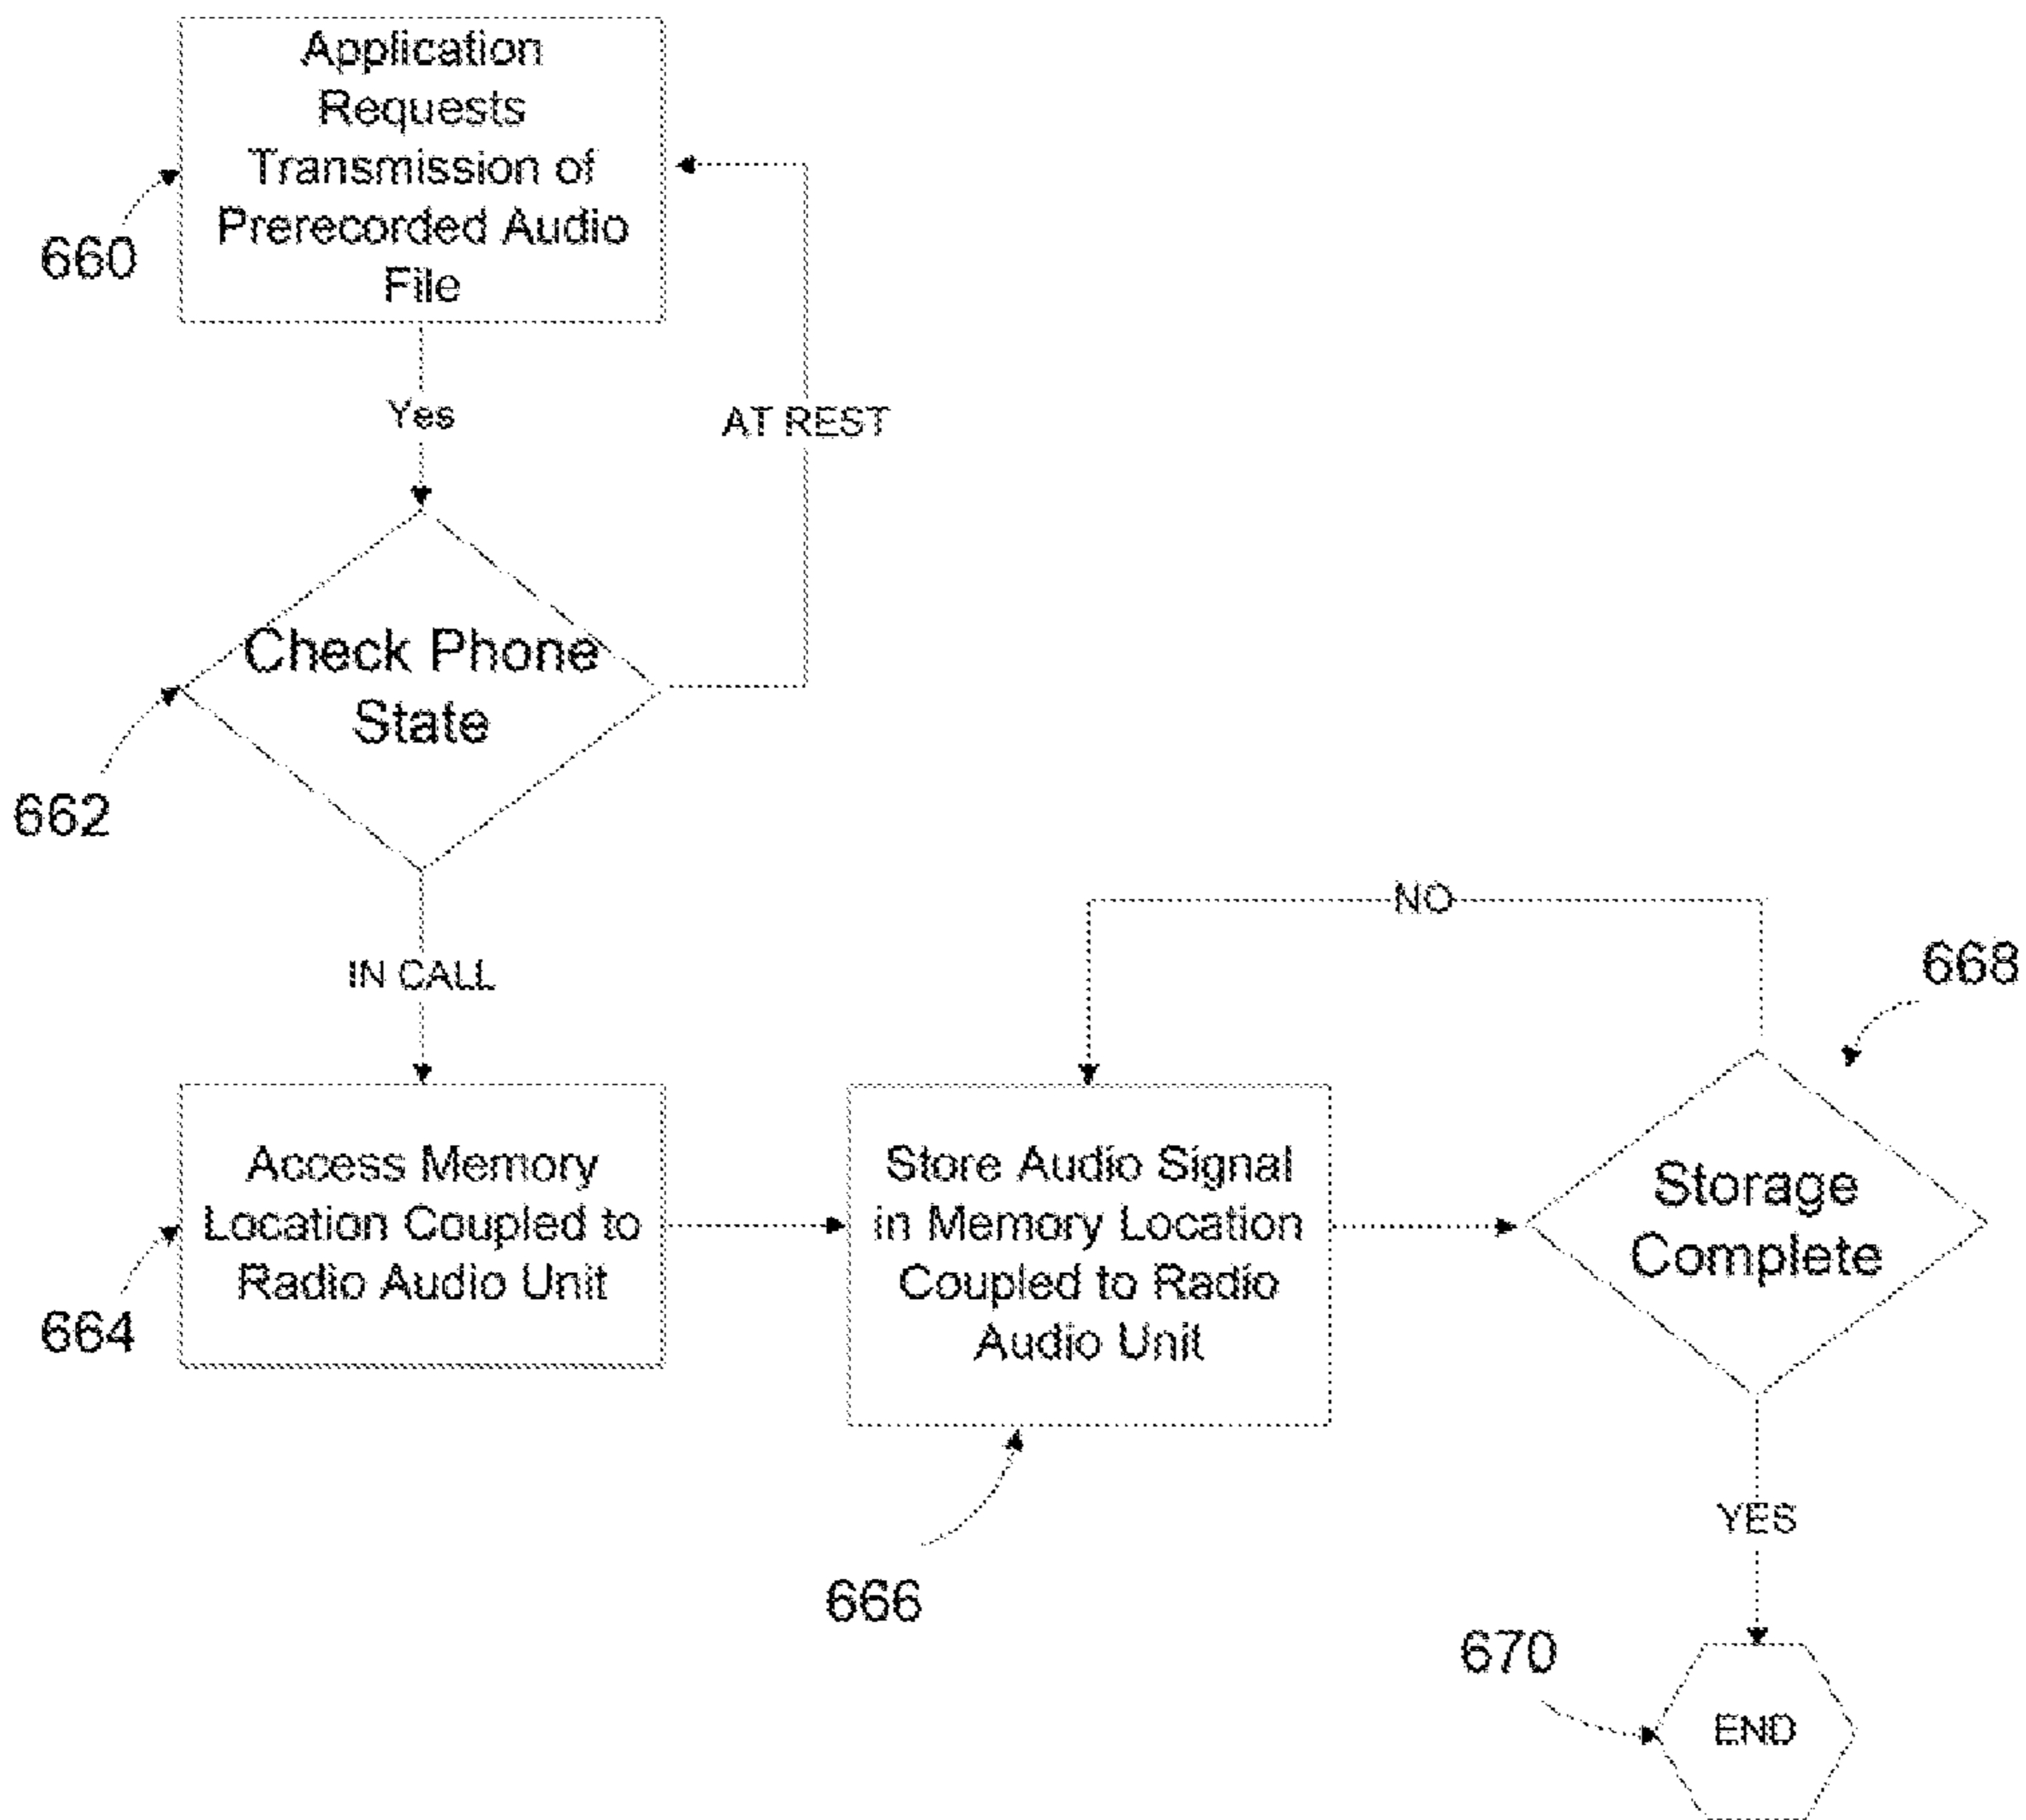 Application
Requests
Transmission of
Prerecorded Audio
File
660
Yes
AT REST
Check Phone
State
662
IN CALL
NO
668
Access Memory
Location Coupled to
Radio Audio Unit
664
Store Audio Signal
in Memory Location
Coupled to Radio
Audio Unit
666
Storage
Complete
YES
670
END